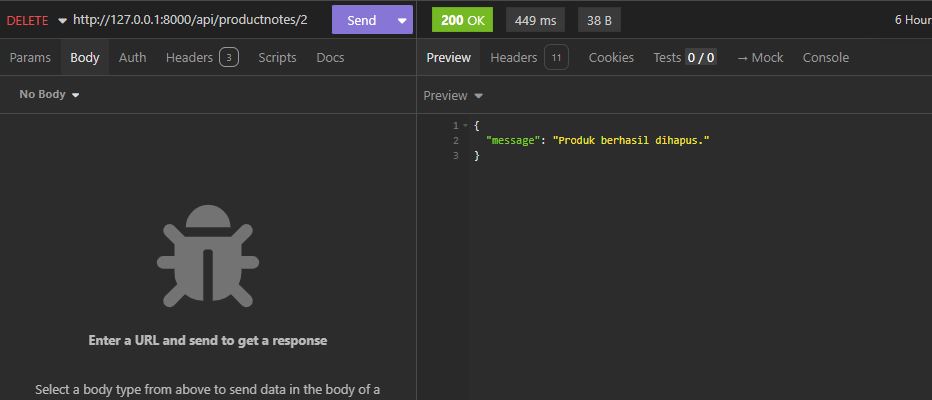 DELETE http://127.0.0.1:8000/api/productnotes/2 Send
200 OK 449 ms 38 B 6 Hour
Params Body Auth Headers 3 Scripts Docs
Preview Headers 11 Cookies Tests 0 / 0 → Mock Console
No Body
Preview
1 {
2 "message": "Produk berhasil dihapus."
3 }
Enter a URL and send to get a response
Select a body type from above to send data in the body of a